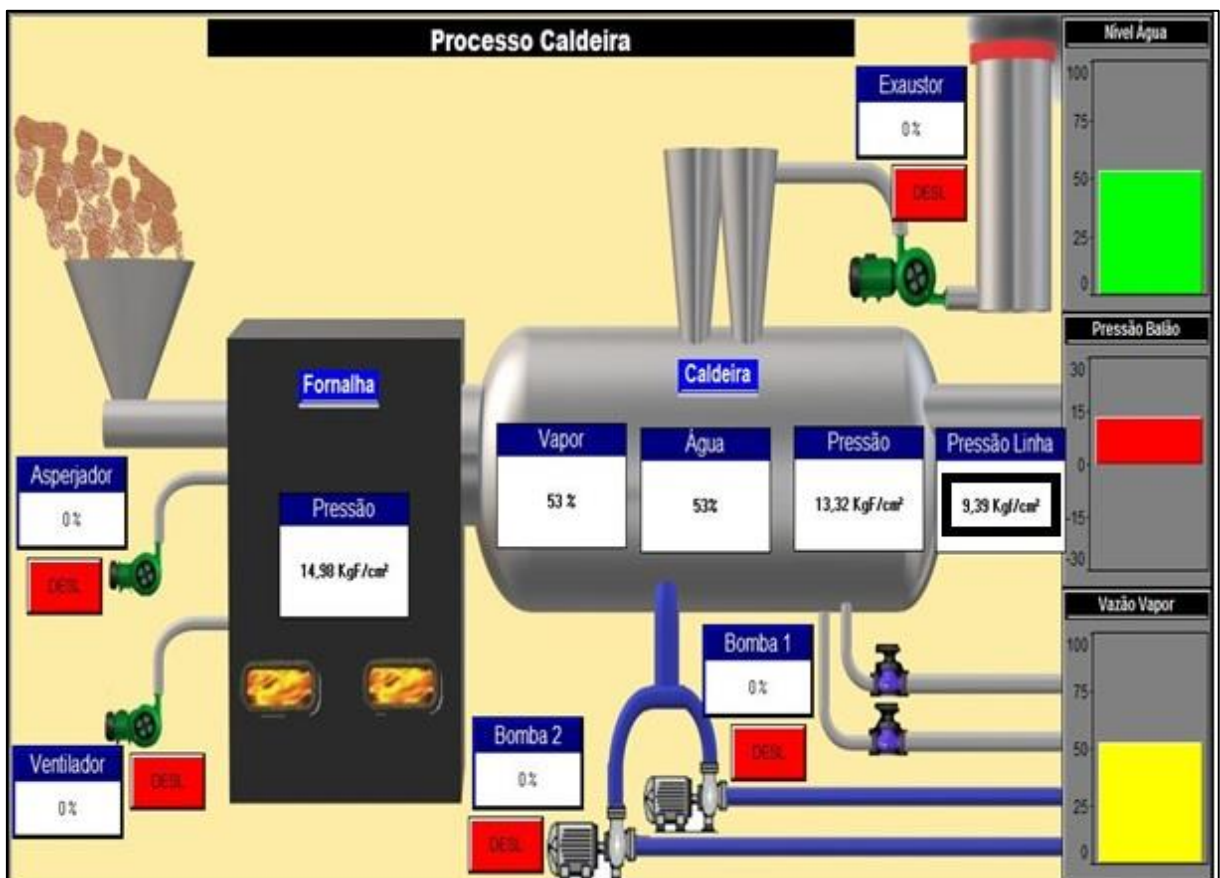 Processo Caldeira
Nível Água
100
75
50
25
0
Exaustor
0 %
DESL
Pressão Balão
30
15
0
-15
-30
Fornalha
Caldeira
Vapor
53 %
Água
53%
Pressão
13,32 KgF/cm²
Pressão Linha
9,39 Kgf/cm²
Asperjador
0 %
DESL
Pressão
14,98 KgF/cm²
Vazão Vapor
100
75
50
25
0
Bomba 1
0 %
DESL
Bomba 2
0 %
DESL
Ventilador
0 %
DESL